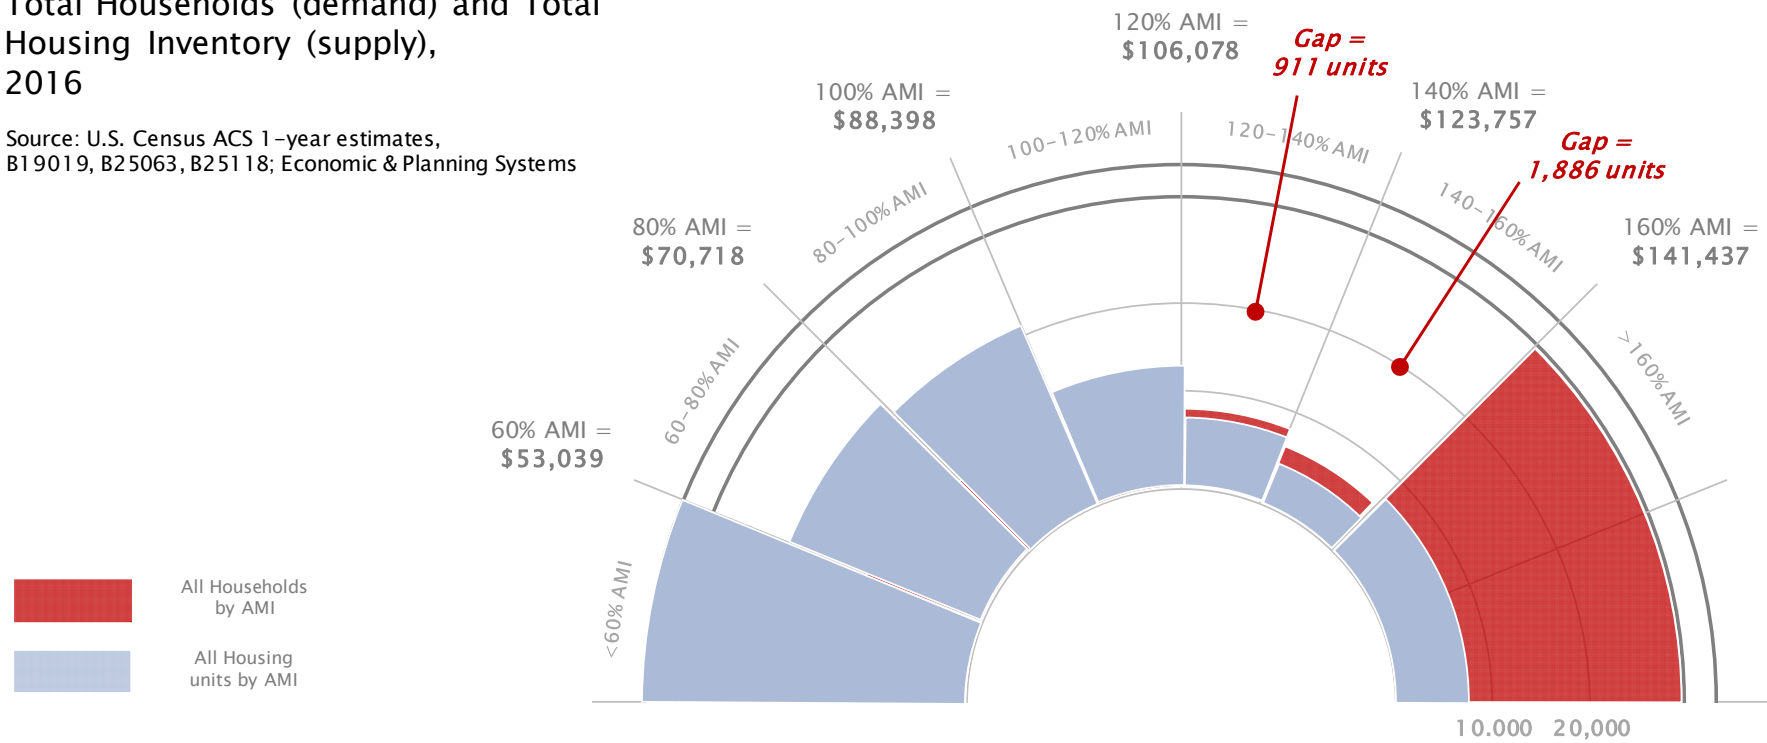 Total Households (demand) and Total
Housing Inventory (supply),
2016
Source: U.S. Census ACS 1-year estimates,
B19019, B25063, B25118; Economic & Planning Systems
120% AMI =
$106,078
Gap =
911 units
100% AMI =
$88,398
140% AMI =
$123,757
Gap =
1,886 units
80% AMI =
$70,718
160% AMI =
$141,437
60% AMI =
$53,039
<60% AMI
60-80% AMI
80-100% AMI
100-120% AMI
120-140% AMI
140-160% AMI
>160% AMI
All Households
by AMI
All Housing
units by AMI
10.000 20,000